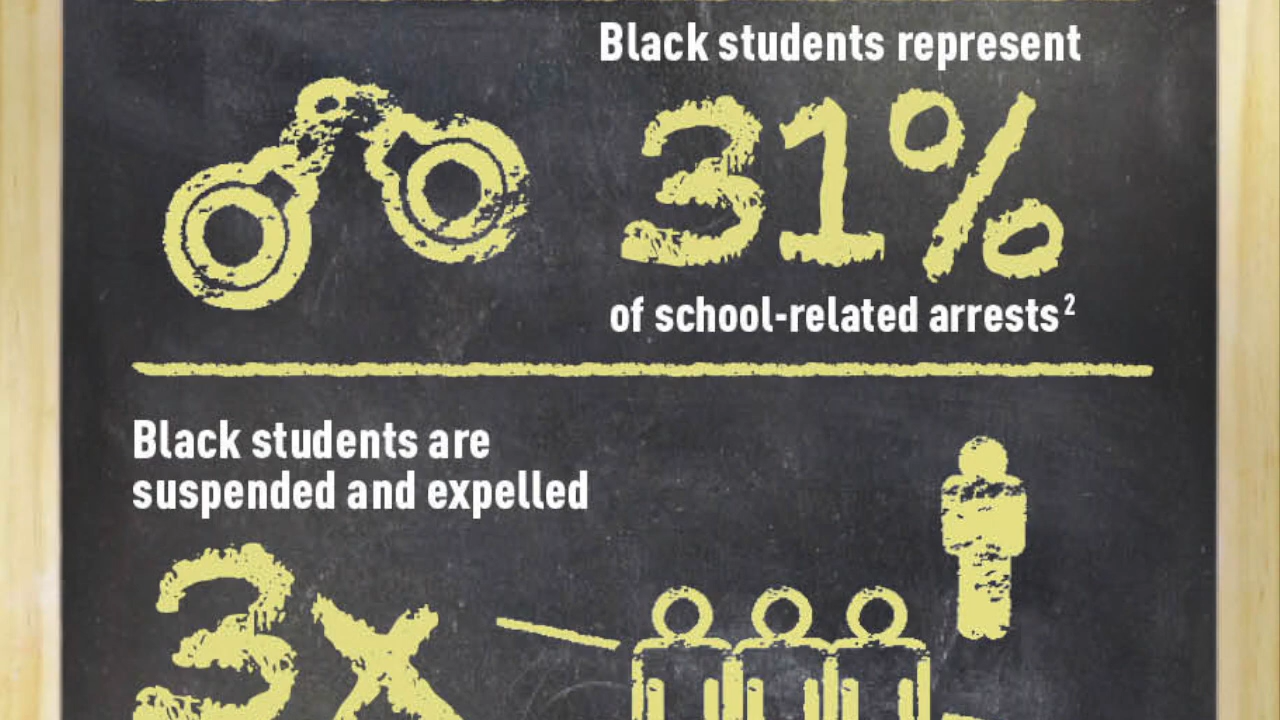 Black students represent
31%
of school-related arrests²
Black students are
suspended and expelled
3x